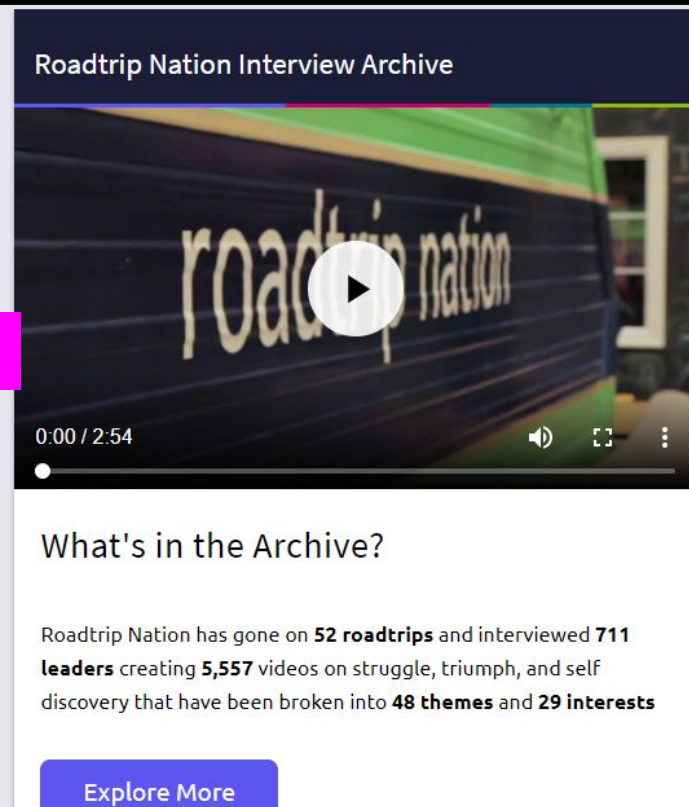 Roadtrip Nation Interview Archive
roadtrip nation
0:00 / 2:54
What's in the Archive?
Roadtrip Nation has gone on 52 roadtrips and interviewed 711
leaders creating 5,557 videos on struggle, triumph, and self
discovery that have been broken into 48 themes and 29 interests
Explore More